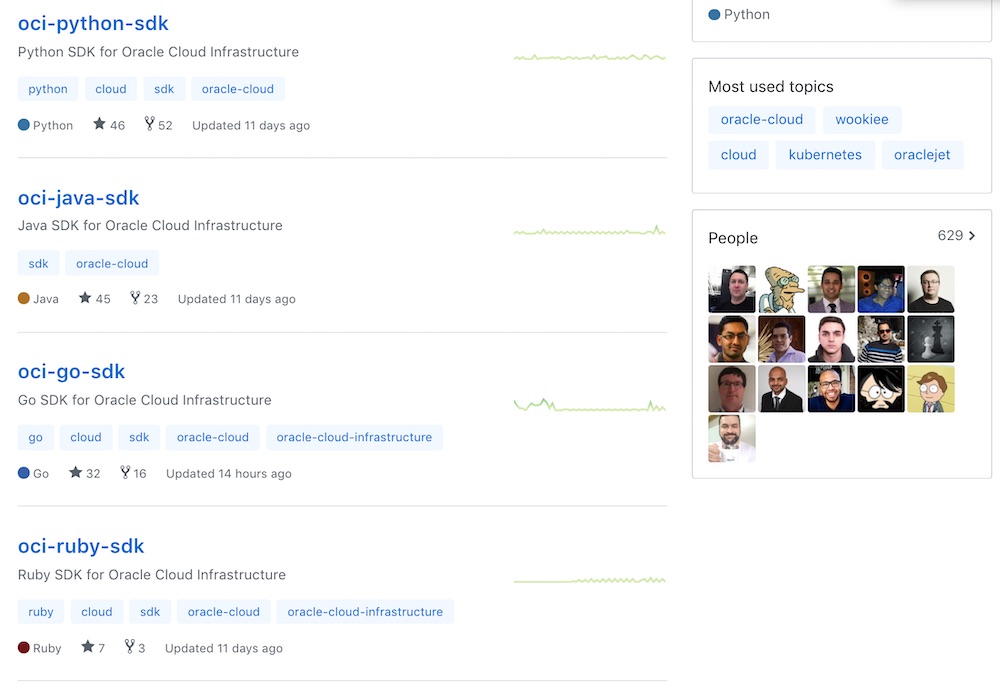 oci-python-sdk
Python SDK for Oracle Cloud Infrastructure
python cloud sdk oracle-cloud
Python 46 52 Updated 11 days ago
oci-java-sdk
Java SDK for Oracle Cloud Infrastructure
sdk oracle-cloud
Java 45 23 Updated 11 days ago
oci-go-sdk
Go SDK for Oracle Cloud Infrastructure
go cloud sdk oracle-cloud oracle-cloud-infrastructure
Go 32 16 Updated 14 hours ago
oci-ruby-sdk
Ruby SDK for Oracle Cloud Infrastructure
ruby cloud sdk oracle-cloud oracle-cloud-infrastructure
Ruby 7 3 Updated 11 days ago
Python
Most used topics
oracle-cloud wookiee
cloud kubernetes oraclejet
People 629